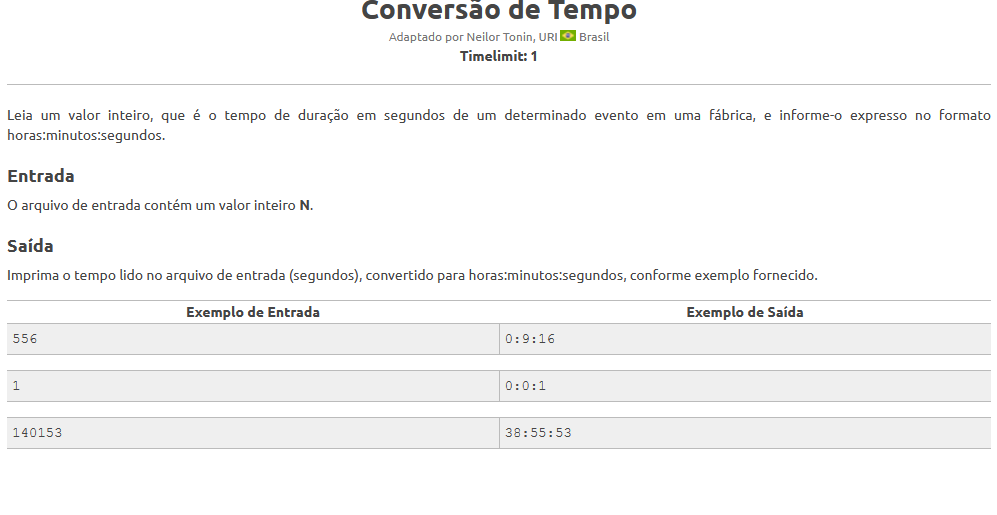 Conversão de Tempo
Adaptado por Neilor Tonin, URI Brasil
Timelimit: 1
Leia um valor inteiro, que é o tempo de duração em segundos de um determinado evento em uma fábrica, e informe-o expresso no formato
horas:minutos:segundos.
Entrada
O arquivo de entrada contém um valor inteiro N.
Saída
Imprima o tempo lido no arquivo de entrada (segundos), convertido para horas:minutos:segundos, conforme exemplo fornecido.
Exemplo de Entrada Exemplo de Saída
556 0:9:16
1 0:0:1
140153 38:55:53